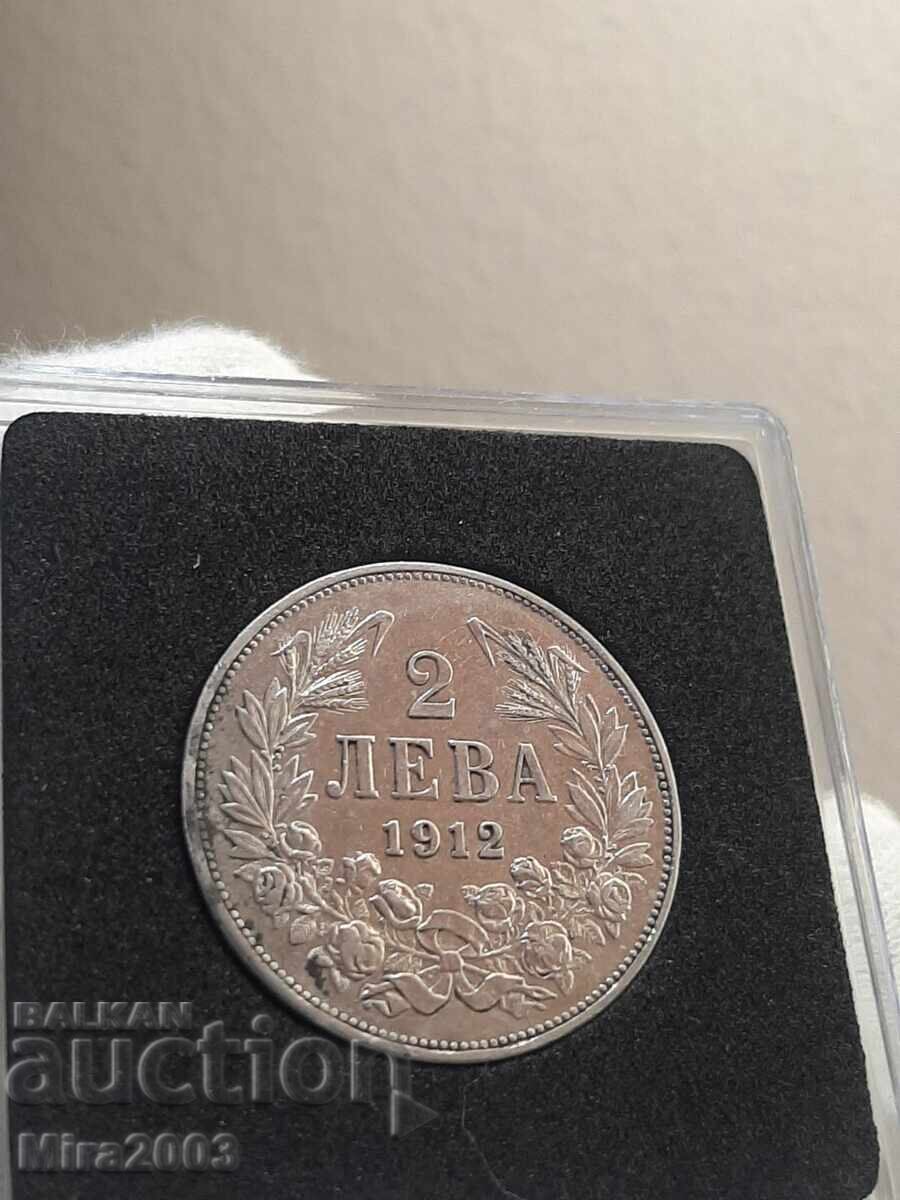 2
ЛЕВА
1912
BALKAN
auction
Mira2003